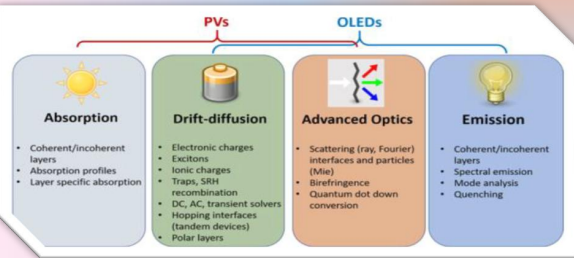 PVs
OLEDs
Absorption
• Coherent/incoherent
layers
• Absorption profiles
• Layer specific absorption
Drift-diffusion
• Electronic charges
• Excitons
• Ionic charges
• Traps, SRH
recombination
• DC, AC, transient solvers
• Hopping interfaces
(tandem devices)
• Polar layers
Advanced Optics
• Scattering (ray, Fourier)
interfaces and particles
(Mie)
• Birefringence
• Quantum dot down
conversion
Emission
• Coherent/incoherent
layers
• Spectral emission
• Mode analysis
• Quenching